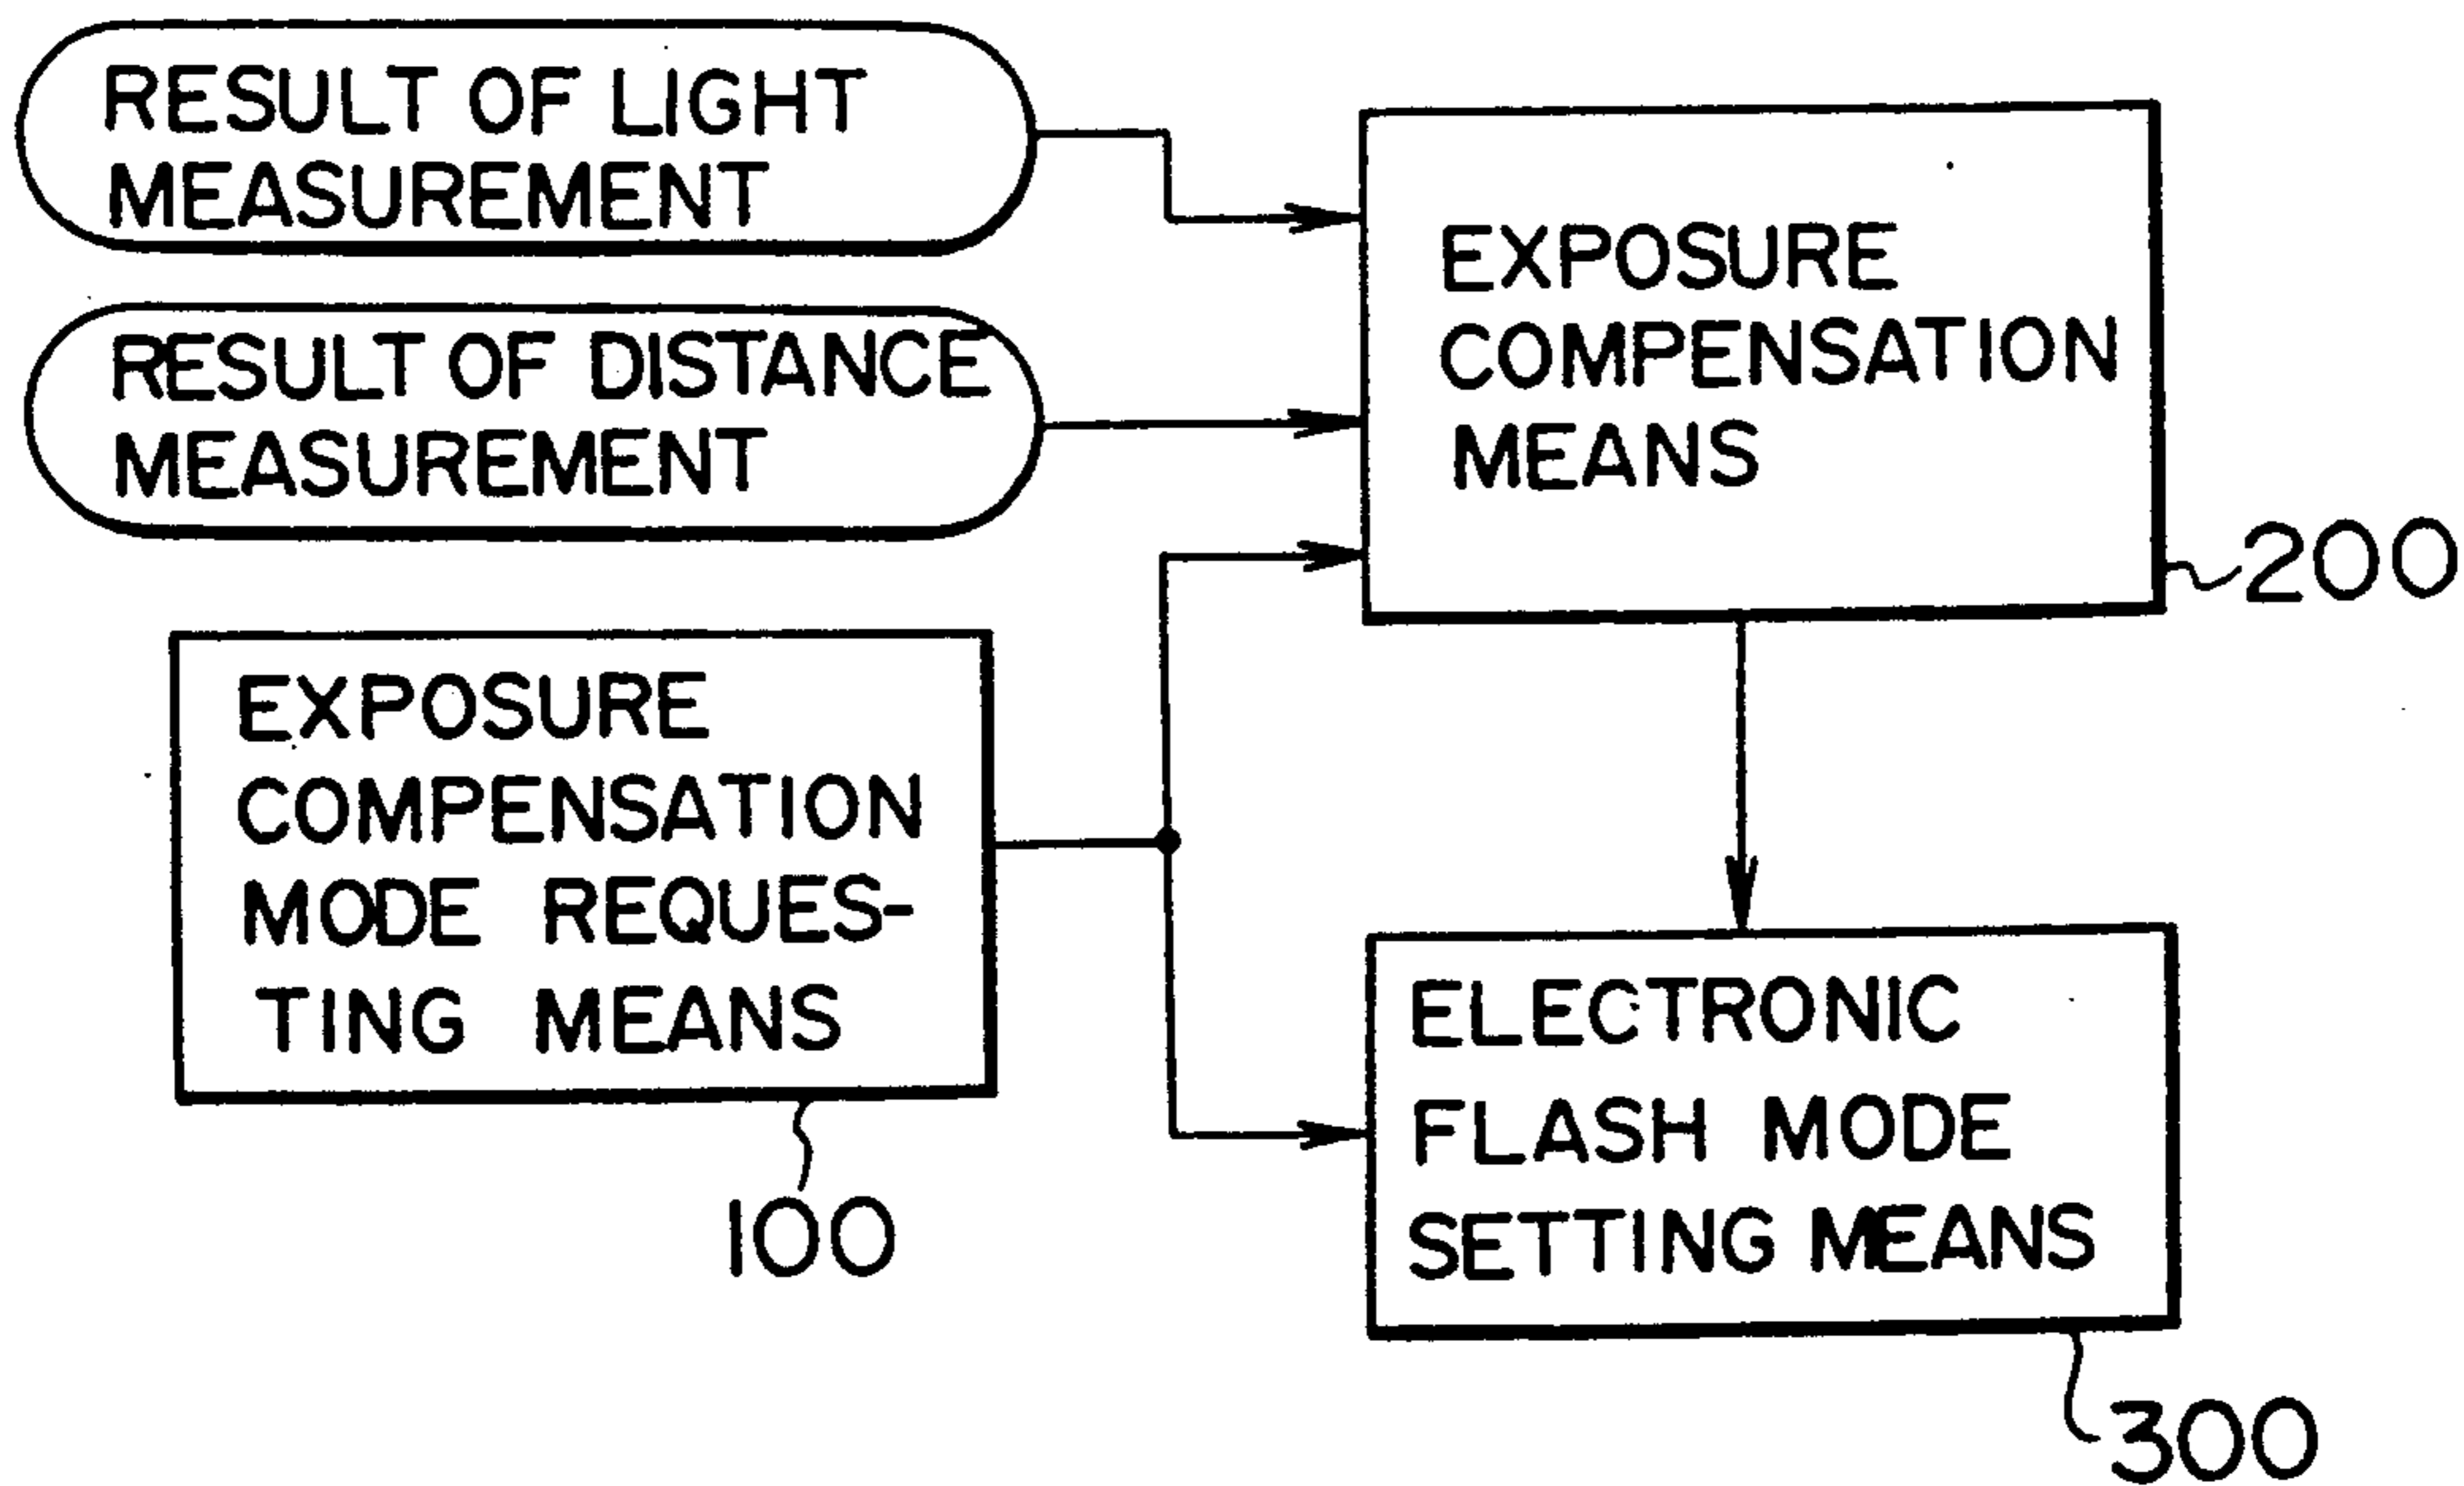 RESULT OF LIGHT
MEASUREMENT
RESULT OF DISTANCE
MEASUREMENT
EXPOSURE
COMPENSATION
MEANS
200
EXPOSURE
COMPENSATION
MODE REQUES-
TING MEANS
100
ELECTRONIC
FLASH MODE
SETTING MEANS
300